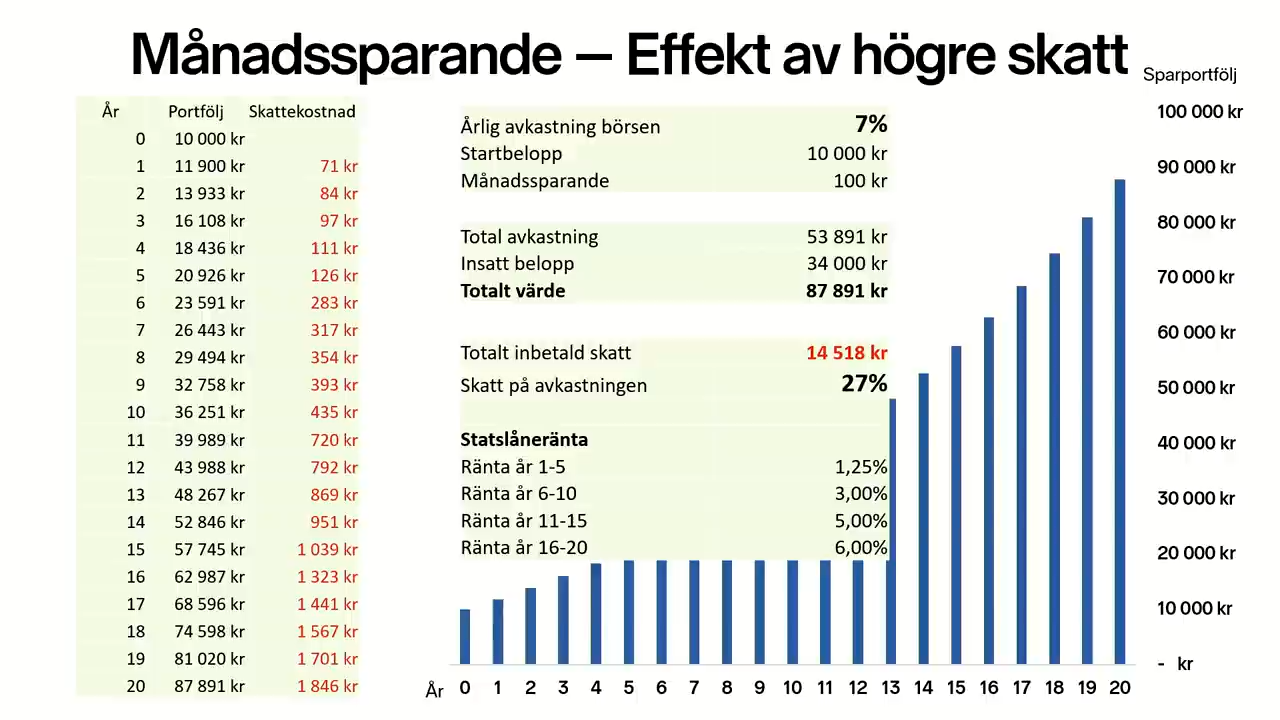 Månadssparande – Effekt av högre skatt
År Portfölj Skattekostnad
0 10 000 kr
1 11 900 kr 71 kr
2 13 933 kr 84 kr
3 16 108 kr 97 kr
4 18 436 kr 111 kr
5 20 926 kr 126 kr
6 23 591 kr 283 kr
7 26 443 kr 317 kr
8 29 494 kr 354 kr
9 32 758 kr 393 kr
10 36 251 kr 435 kr
11 39 989 kr 720 kr
12 43 988 kr 792 kr
13 48 267 kr 869 kr
14 52 846 kr 951 kr
15 57 745 kr 1 039 kr
16 62 987 kr 1 323 kr
17 68 596 kr 1 441 kr
18 74 598 kr 1 567 kr
19 81 020 kr 1 701 kr
20 87 891 kr 1 846 kr
Årlig avkastning börsen 7%
Startbelopp 10 000 kr
Månadssparande 100 kr
Total avkastning 53 891 kr
Insatt belopp 34 000 kr
Totalt värde 87 891 kr
Totalt inbetald skatt 14 518 kr
Skatt på avkastningen 27%
Statslåneränta
Ränta år 1-5 1,25%
Ränta år 6-10 3,00%
Ränta år 11-15 5,00%
Ränta år 16-20 6,00%
Sparportfölj
100 000 kr
90 000 kr
80 000 kr
70 000 kr
60 000 kr
50 000 kr
40 000 kr
30 000 kr
20 000 kr
10 000 kr
- kr
År 0 1 2 3 4 5 6 7 8 9 10 11 12 13 14 15 16 17 18 19 20